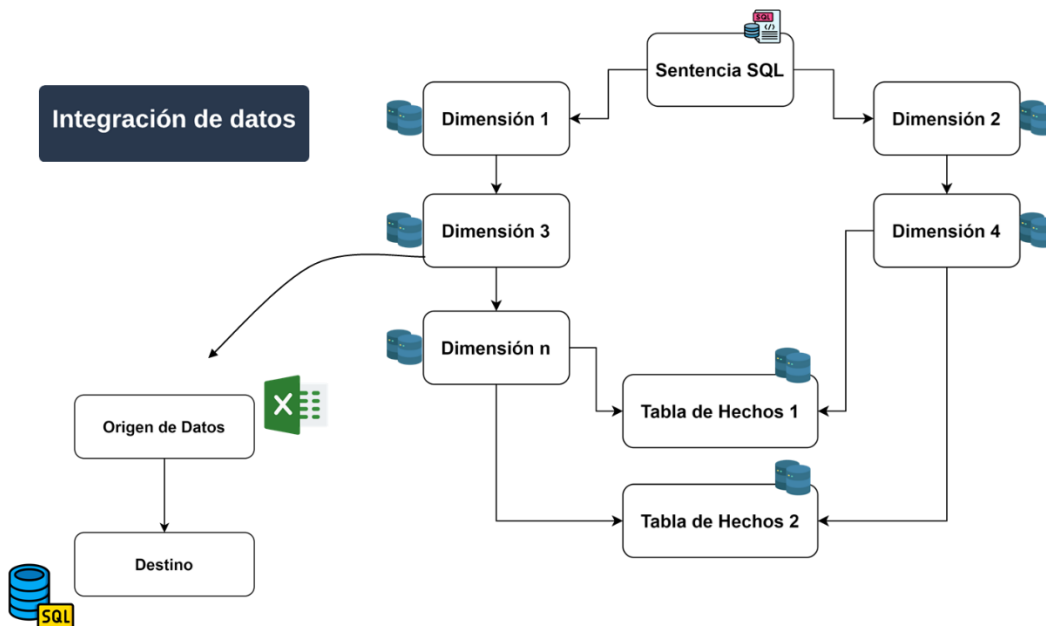 SQL
Sentencia SQL
Integración de datos
Dimensión 1
Dimensión 2
Dimensión 3
Dimensión 4
Dimensión n
Tabla de Hechos 1
X
Origen de Datos
Tabla de Hechos 2
Destino
SQL